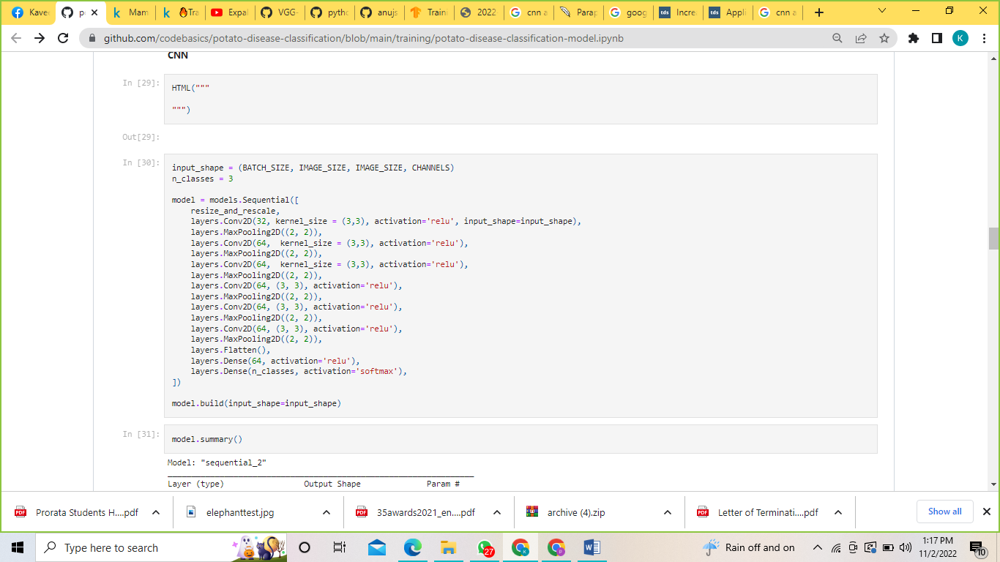 Kavee
po
Mam
Tra
Expal
VGG-
pytho
anujs
Traini
2022
cnn a
Parap
goog
Incre
Appli
cnn a
github.com/codebasics/potato-disease-classification/blob/main/training/potato-disease-classification-model.ipynb
K
CNN
In [29]:
HTML("""
""")
Out[29]:
In [30]:
input_shape = (BATCH_SIZE, IMAGE_SIZE, IMAGE_SIZE, CHANNELS)
n_classes = 3
model = models.Sequential([
    resize_and_rescale,
    layers.Conv2D(32, kernel_size = (3,3), activation='relu', input_shape=input_shape),
    layers.MaxPooling2D((2, 2)),
    layers.Conv2D(64,  kernel_size = (3,3), activation='relu'),
    layers.MaxPooling2D((2, 2)),
    layers.Conv2D(64,  kernel_size = (3,3), activation='relu'),
    layers.MaxPooling2D((2, 2)),
    layers.Conv2D(64, (3, 3), activation='relu'),
    layers.MaxPooling2D((2, 2)),
    layers.Conv2D(64, (3, 3), activation='relu'),
    layers.MaxPooling2D((2, 2)),
    layers.Conv2D(64, (3, 3), activation='relu'),
    layers.MaxPooling2D((2, 2)),
    layers.Flatten(),
    layers.Dense(64, activation='relu'),
    layers.Dense(n_classes, activation='softmax'),
])
model.build(input_shape=input_shape)
In [31]:
model.summary()
Model: "sequential_2"
Layer (type) Output Shape Param #
Prorata Students H....pdf
elephanttest.jpg
35awards2021_en....pdf
archive (4).zip
Letter of Terminati....pdf
Show all
Type here to search
27
Rain off and on
1:17 PM
11/2/2022
10